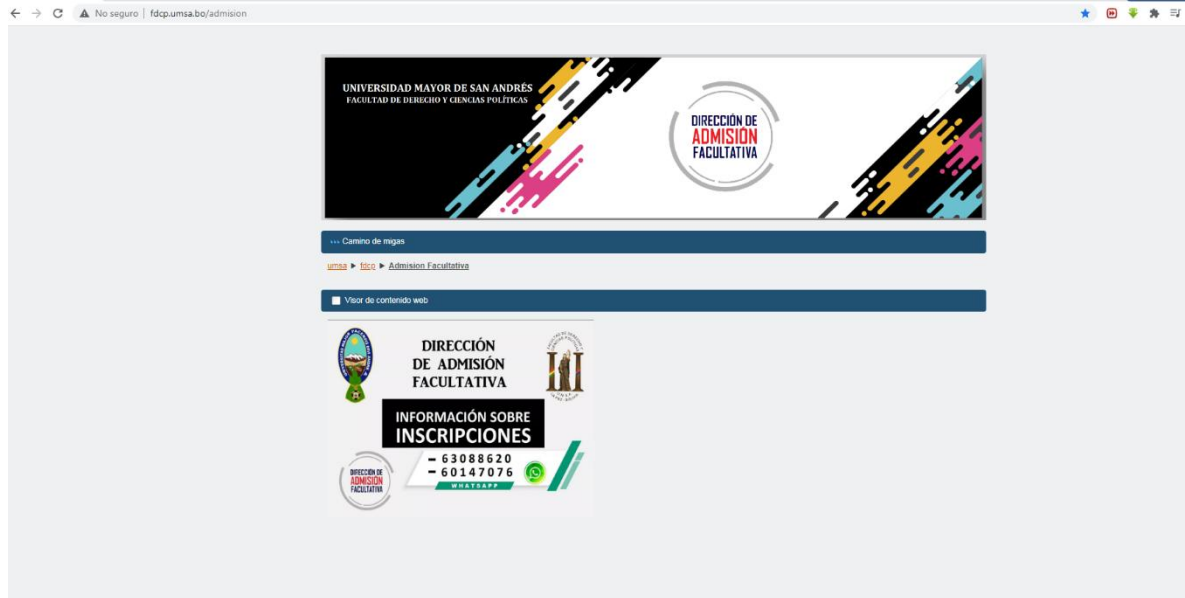 No seguro | fdcp.umsa.bo/admision
UNIVERSIDAD MAYOR DE SAN ANDRÉS
FACULTAD DE DERECHO Y CIENCIAS POLÍTICAS
DIRECCIÓN DE
ADMISIÓN
FACULTATIVA
Camino de migas
umsa ► fdcp ► Admision Facultativa
Visor de contenido web
DIRECCIÓN
DE ADMISIÓN
FACULTATIVA
INFORMACIÓN SOBRE
INSCRIPCIONES
– 63088620
– 60147076
WHATSAPP
DIRECCIÓN DE
ADMISIÓN
FACULTATIVA